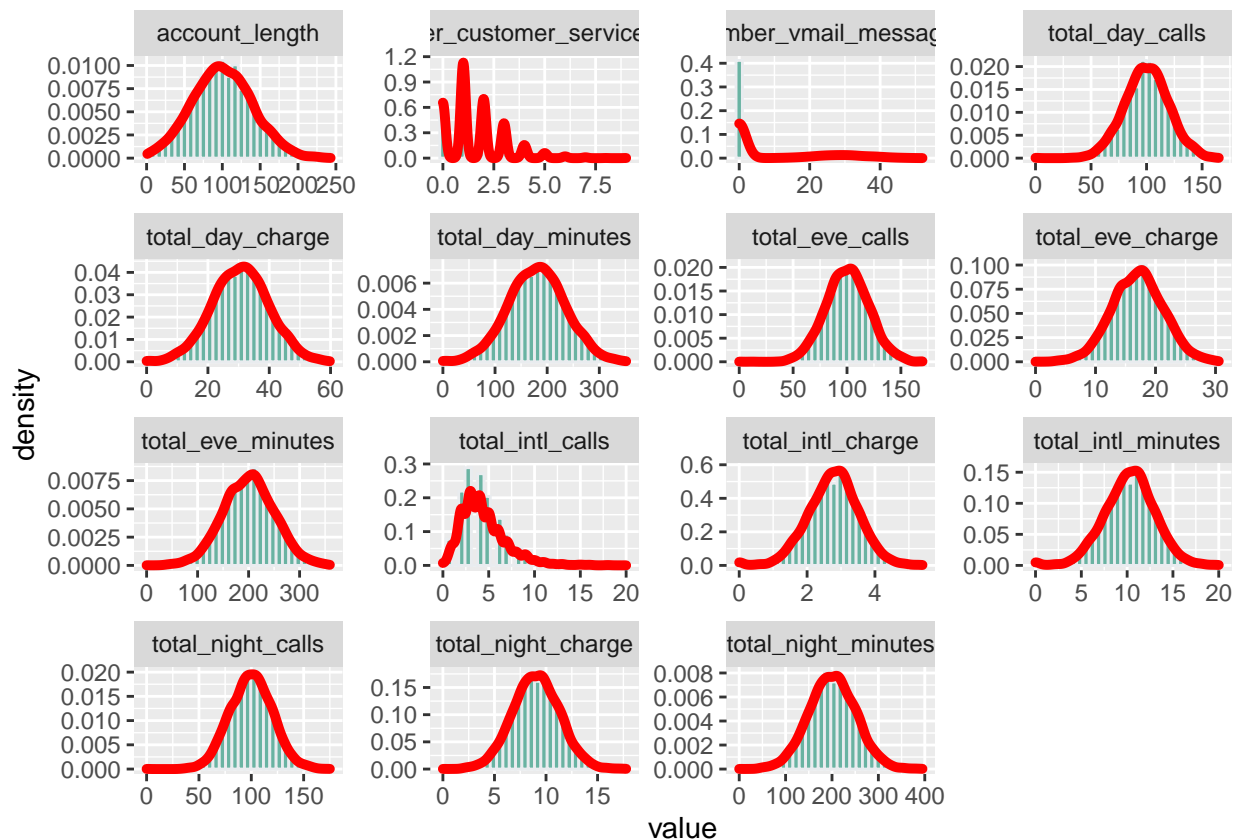 account_length
er_customer_service
mber_vmail_messag
total_day_calls
0.0100
0.0075
0.0050
0.0025
0.0000
0 50 100 150 200 250
1.2
0.9
0.6
0.3
0.0
0.0 2.5 5.0 7.5
0.4
0.3
0.2
0.1
0.0
0 20 40
0.020
0.015
0.010
0.005
0.000
0 50 100 150
total_day_charge
total_day_minutes
total_eve_calls
total_eve_charge
0.04
0.03
0.02
0.01
0.00
0 20 40 60
0.006
0.004
0.002
0.000
0 100 200 300
0.020
0.015
0.010
0.005
0.000
0 50 100 150
0.100
0.075
0.050
0.025
0.000
0 10 20 30
total_eve_minutes
total_intl_calls
total_intl_charge
total_intl_minutes
0.0075
0.0050
0.0025
0.0000
0 100 200 300
0.3
0.2
0.1
0.0
0 5 10 15 20
0.6
0.4
0.2
0.0
0 2 4
0.15
0.10
0.05
0.00
0 5 10 15 20
total_night_calls
total_night_charge
total_night_minutes
0.020
0.015
0.010
0.005
0.000
0 50 100 150
0.15
0.10
0.05
0.00
0 5 10 15
0.008
0.006
0.004
0.002
0.000
0 100 200 300 400
density
value